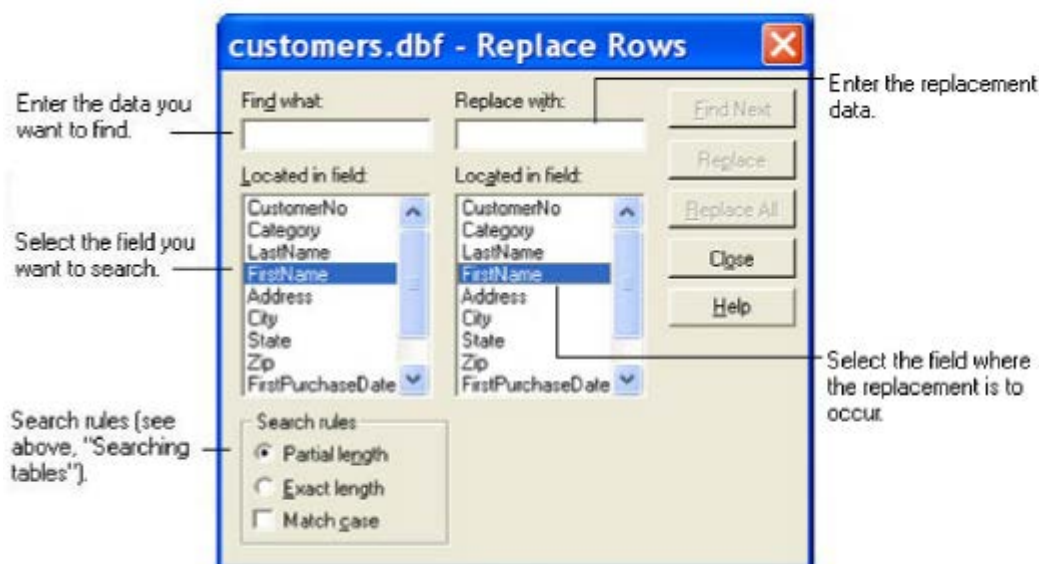 customers.dbf - Replace Rows
Enter the data you
want to find.
Find what:
Replace with:
Enter the replacement
data.
Find Next
Replace
Replace All
Close
Help
Select the field you
want to search.
Located in field:
CustomerNo
Category
LastName
FirstName
Address
City
State
Zip
FirstPurchaseDate
Located in field:
CustomerNo
Category
LastName
FirstName
Address
City
State
Zip
FirstPurchaseDate
Select the field where
the replacement is to
occur.
Search rules (see
above, "Searching
tables").
Search rules
Partial length
Exact length
Match case